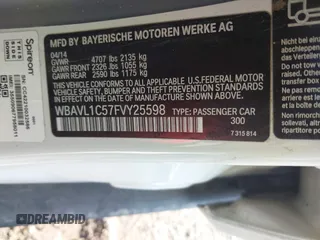 MFD BY BAYERISCHE MOTOREN WERKE AG
04/14
GVWR 4707 lbs 2135 kg
GAWR FRONT 2326 lbs 1055 kg
GAWR REAR 2590 lbs 1175 kg
THIS VEHICLE CONFORMS TO ALL APPLICABLE
FEDERAL MOTOR VEHICLE SAFETY, BUMPER,
AND THEFT PREVENTION STANDARDS IN EFFECT
ON THE DATE OF MANUFACTURE SHOWN ABOVE.
WBAVL1C57FVY25598 TYPE: PASSENGER CAR
300
7 315 814
Spireon
DREAMBID